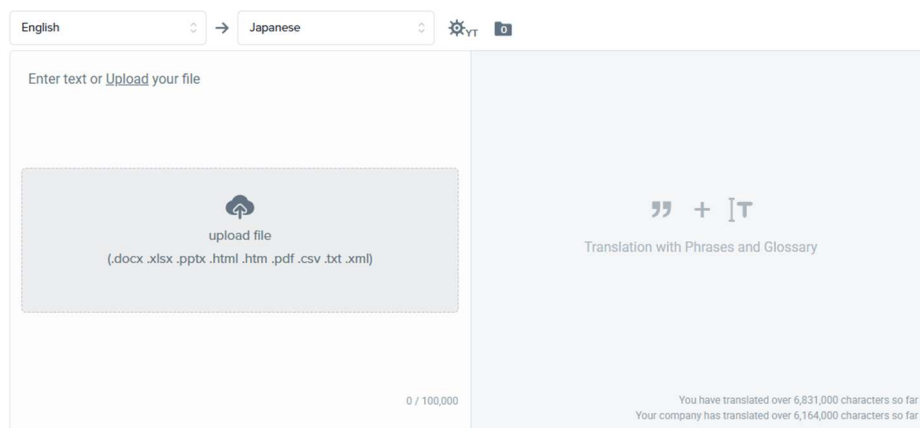 English
Japanese
YT
0
Enter text or Upload your file
upload file
(.docx .xlsx .pptx .html .htm .pdf .csv .txt .xml)
0 / 100,000
Translation with Phrases and Glossary
You have translated over 6,831,000 characters so far
Your company has translated over 6,164,000 characters so far